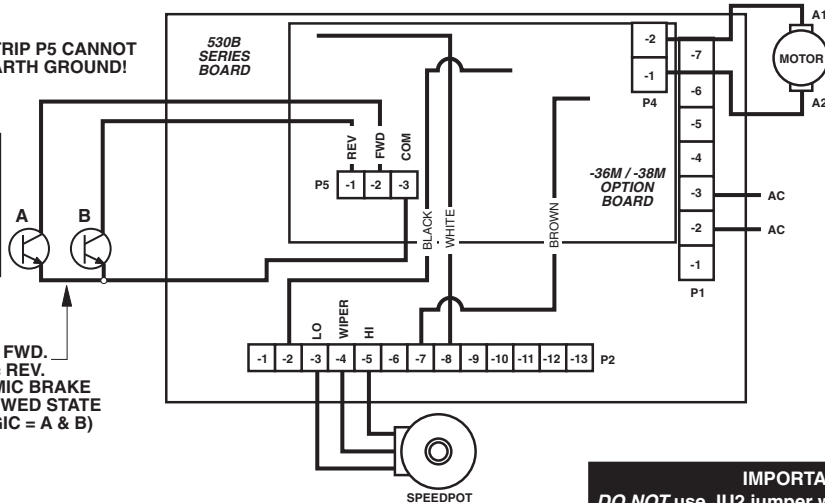 TRIP P5 CANNOT
ARTH GROUND!
530B
SERIES
BOARD
-2
-1
P4
A1
MOTOR
A2
-7
-6
-5
-4
-3
-2
-1
P1
AC
AC
REV
FWD
COM
P5
-1
-2
-3
-36M / -38M
OPTION
BOARD
A
B
BLACK
WHITE
BROWN
FWD.
REV.
MIC BRAKE
WED STATE
GIC = A & B)
LO
WIPER
HI
-1 -2 -3 -4 -5 -6 -7 -8 -9 -10 -11 -12 -13 P2
SPEEDPOT
IMPORTA
DO NOT use JU2 jumper w